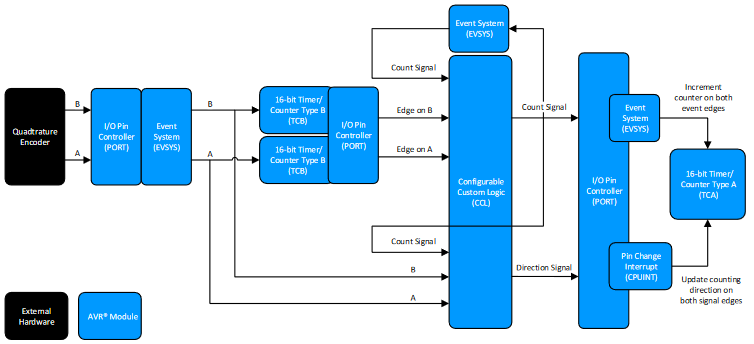 Event System
(EVSYS)
Count Signal
Quadtrature
Encoder
B
A
I/O Pin
Controller
(PORT)
Event
System
(EVSYS)
B
A
16-bit Timer/
Counter Type B
(TCB)
16-bit Timer/
Counter Type B
(TCB)
I/O Pin
Controller
(PORT)
Edge on B
Edge on A
Configurable
Custom Logic
(CCL)
Count Signal
B
A
Count Signal
Direction Signal
I/O Pin
Controller
(PORT)
Event
System
(EVSYS)
Pin Change
Interrupt
(CPUINT)
Increment
counter on both
event edges
16-bit Timer/
Counter Type A
(TCA)
Update counting
direction on
both signal edges
External
Hardware
AVR® Module